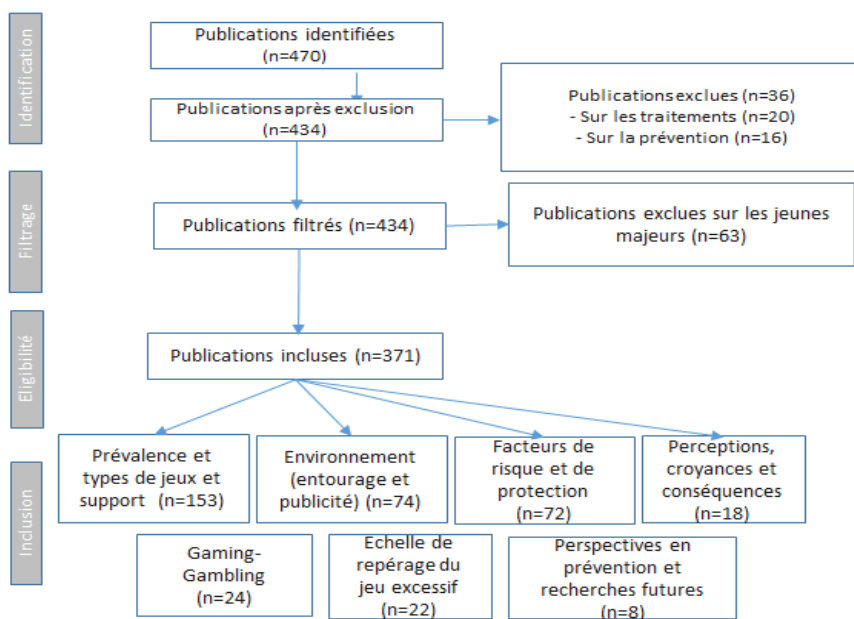 Identification
Publications identifiées
(n=470)
Publications après exclusion
(n=434)
Publications exclues (n=36)
- Sur les traitements (n=20)
- Sur la prévention (n=16)
Filtrage
Publications filtrés (n=434)
Publications exclues sur les jeunes
majeurs (n=63)
Eligibilité
Publications incluses (n=371)
Inclusion
Prévalence et
types de jeux et
support (n=153)
Environnement
(entourage et
publicité) (n=74)
Facteurs de
risque et de
protection
(n=72)
Perceptions,
croyances et
conséquences
(n=18)
Gaming-
Gambling
(n=24)
Echelle de
repérage du
jeu excessif
(n=22)
Perspectives en
prévention et
recherches futures
(n=8)